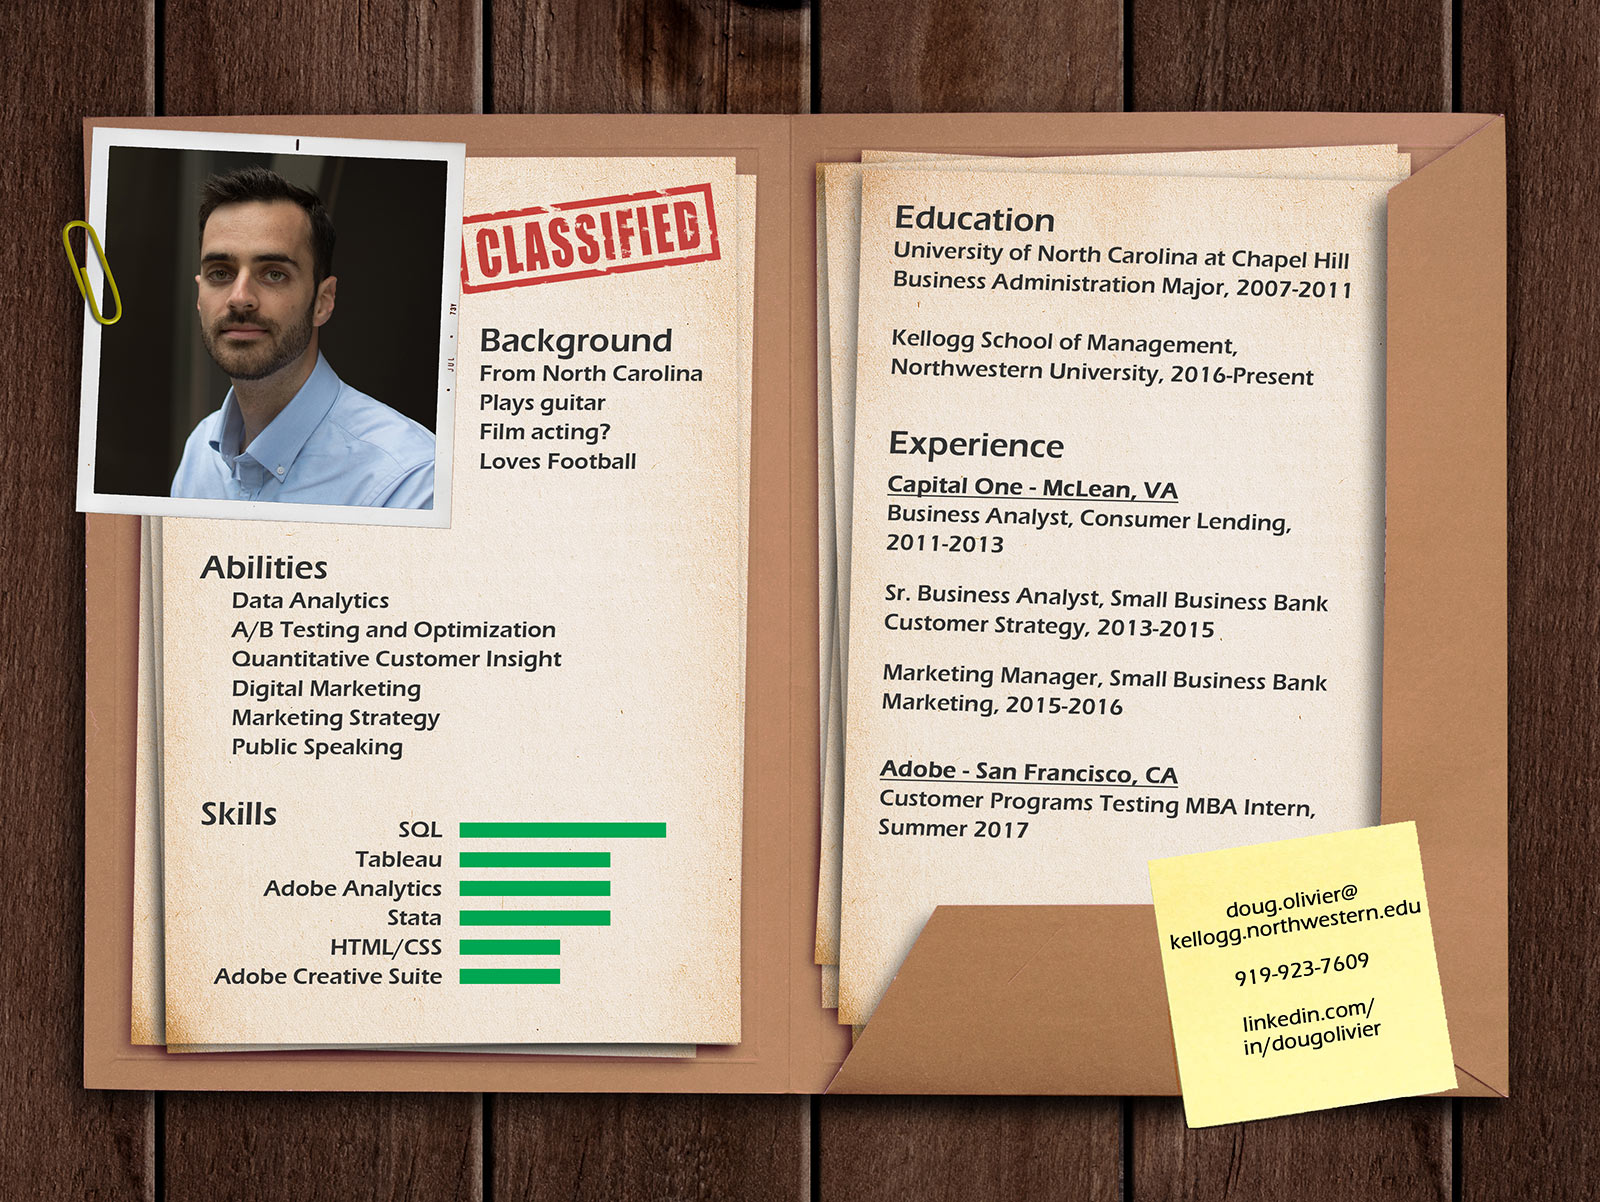 CLASSIFIED
Background
From North Carolina
Plays guitar
Film acting?
Loves Football
Abilities
Data Analytics
A/B Testing and Optimization
Quantitative Customer Insight
Digital Marketing
Marketing Strategy
Public Speaking
Skills
SQL
Tableau
Adobe Analytics
Stata
HTML/CSS
Adobe Creative Suite
JUL • 73Y
Education
University of North Carolina at Chapel Hill
Business Administration Major, 2007-2011
Kellogg School of Management,
Northwestern University, 2016-Present
Experience
Capital One - McLean, VA
Business Analyst, Consumer Lending,
2011-2013
Sr. Business Analyst, Small Business Bank
Customer Strategy, 2013-2015
Marketing Manager, Small Business Bank
Marketing, 2015-2016
Adobe - San Francisco, CA
Customer Programs Testing MBA Intern,
Summer 2017
doug.olivier@
kellogg.northwestern.edu
919-923-7609
linkedin.com/
in/dougolivier